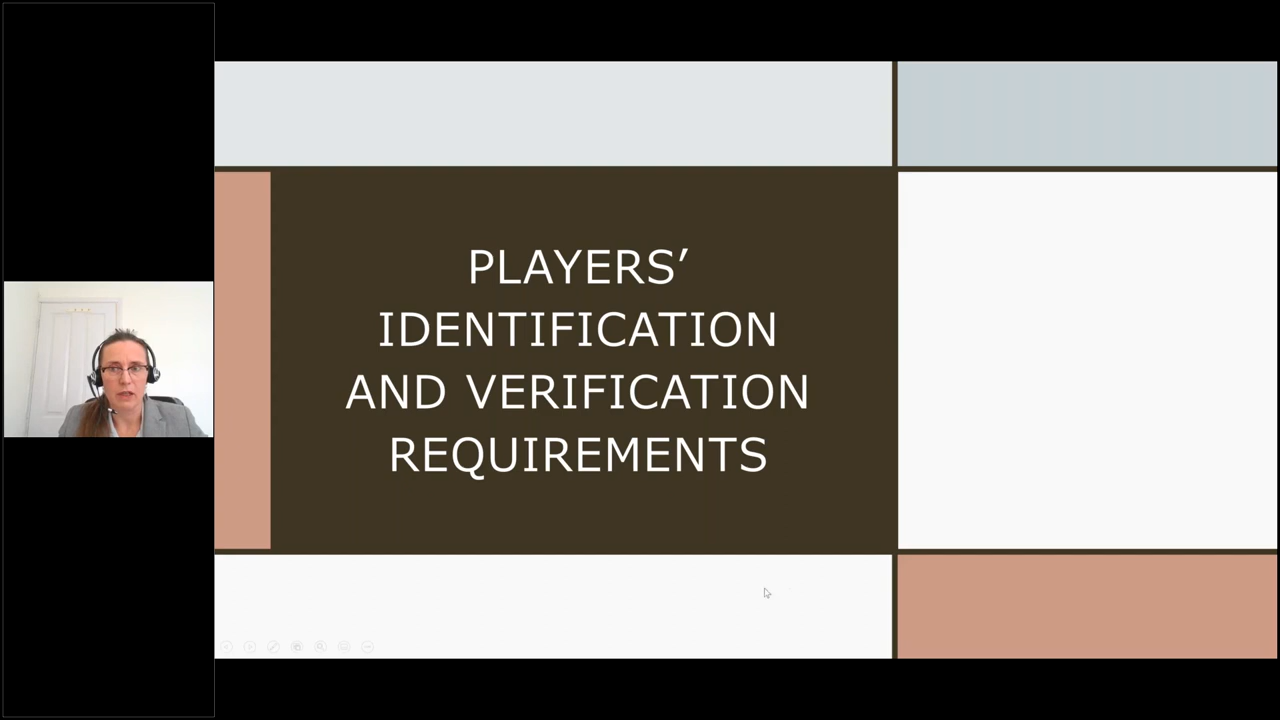 PLAYERS’
IDENTIFICATION
AND VERIFICATION
REQUIREMENTS